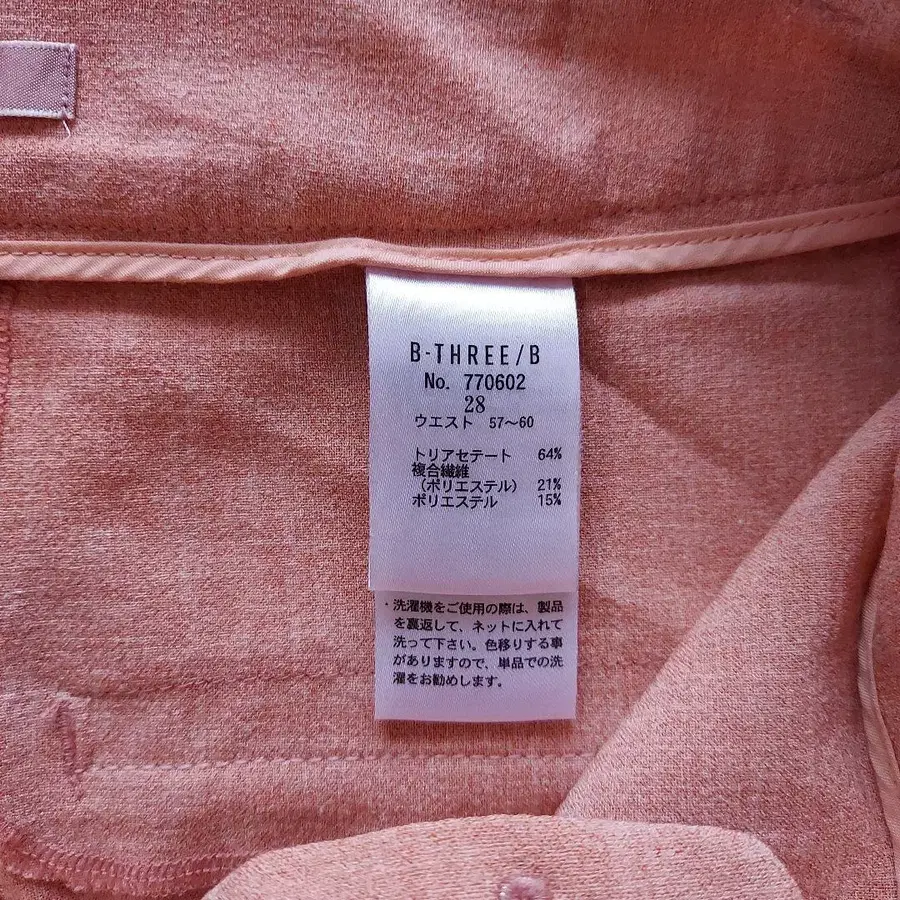 B-THREE/B
No. 770602
28
ウエスト 57～60
トリアセテート 64%
複合繊維
（ポリエステル） 21%
ポリエステル 15%
・洗濯機をご使用の際は、製品
を裏返して、ネットに入れて
洗って下さい。色移りする事
がありますので、単品での洗
濯をお勧めします。